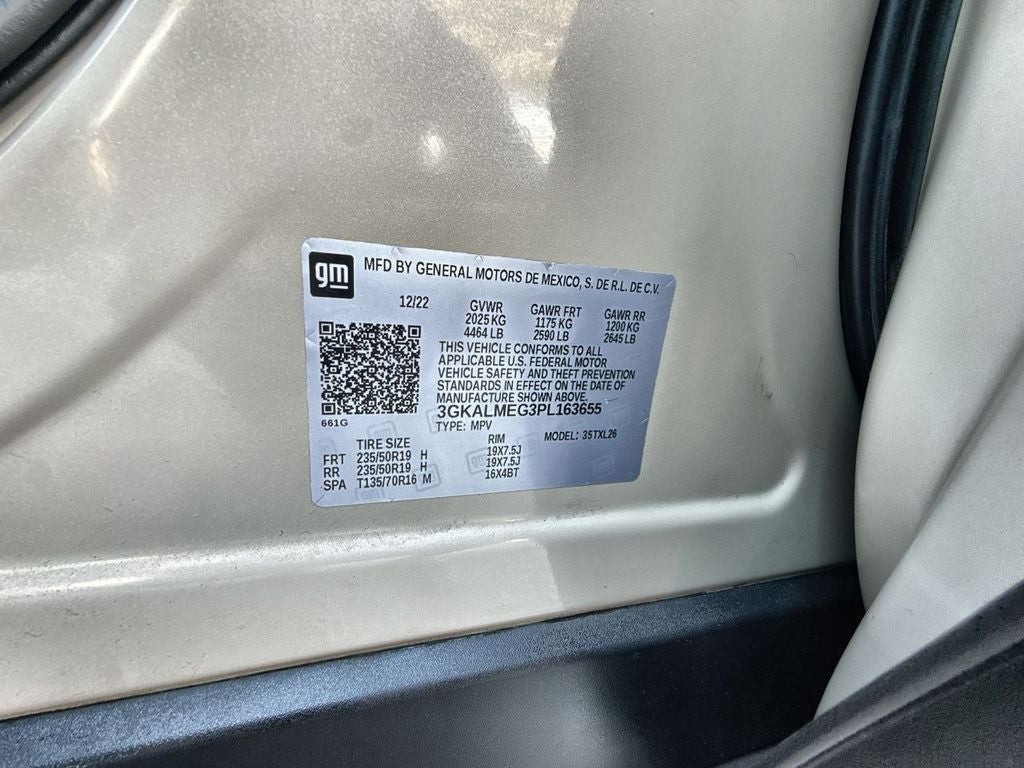 gm MFD BY GENERAL MOTORS DE MEXICO, S. DE R.L. DE C.V.
12/22 GVWR GAWR FRT GAWR RR
2025 KG 1175 KG 1200 KG
4464 LB 2590 LB 2645 LB
THIS VEHICLE CONFORMS TO ALL
APPLICABLE U.S. FEDERAL MOTOR
VEHICLE SAFETY AND THEFT PREVENTION
STANDARDS IN EFFECT ON THE DATE OF
MANUFACTURE SHOWN ABOVE.
3GKALMEG3PL163655
661G TYPE: MPV MODEL: 35TXL26
TIRE SIZE RIM
FRT 235/50R19 H 19X7.5J
RR 235/50R19 H 19X7.5J
SPA T135/70R16 M 16X4BT